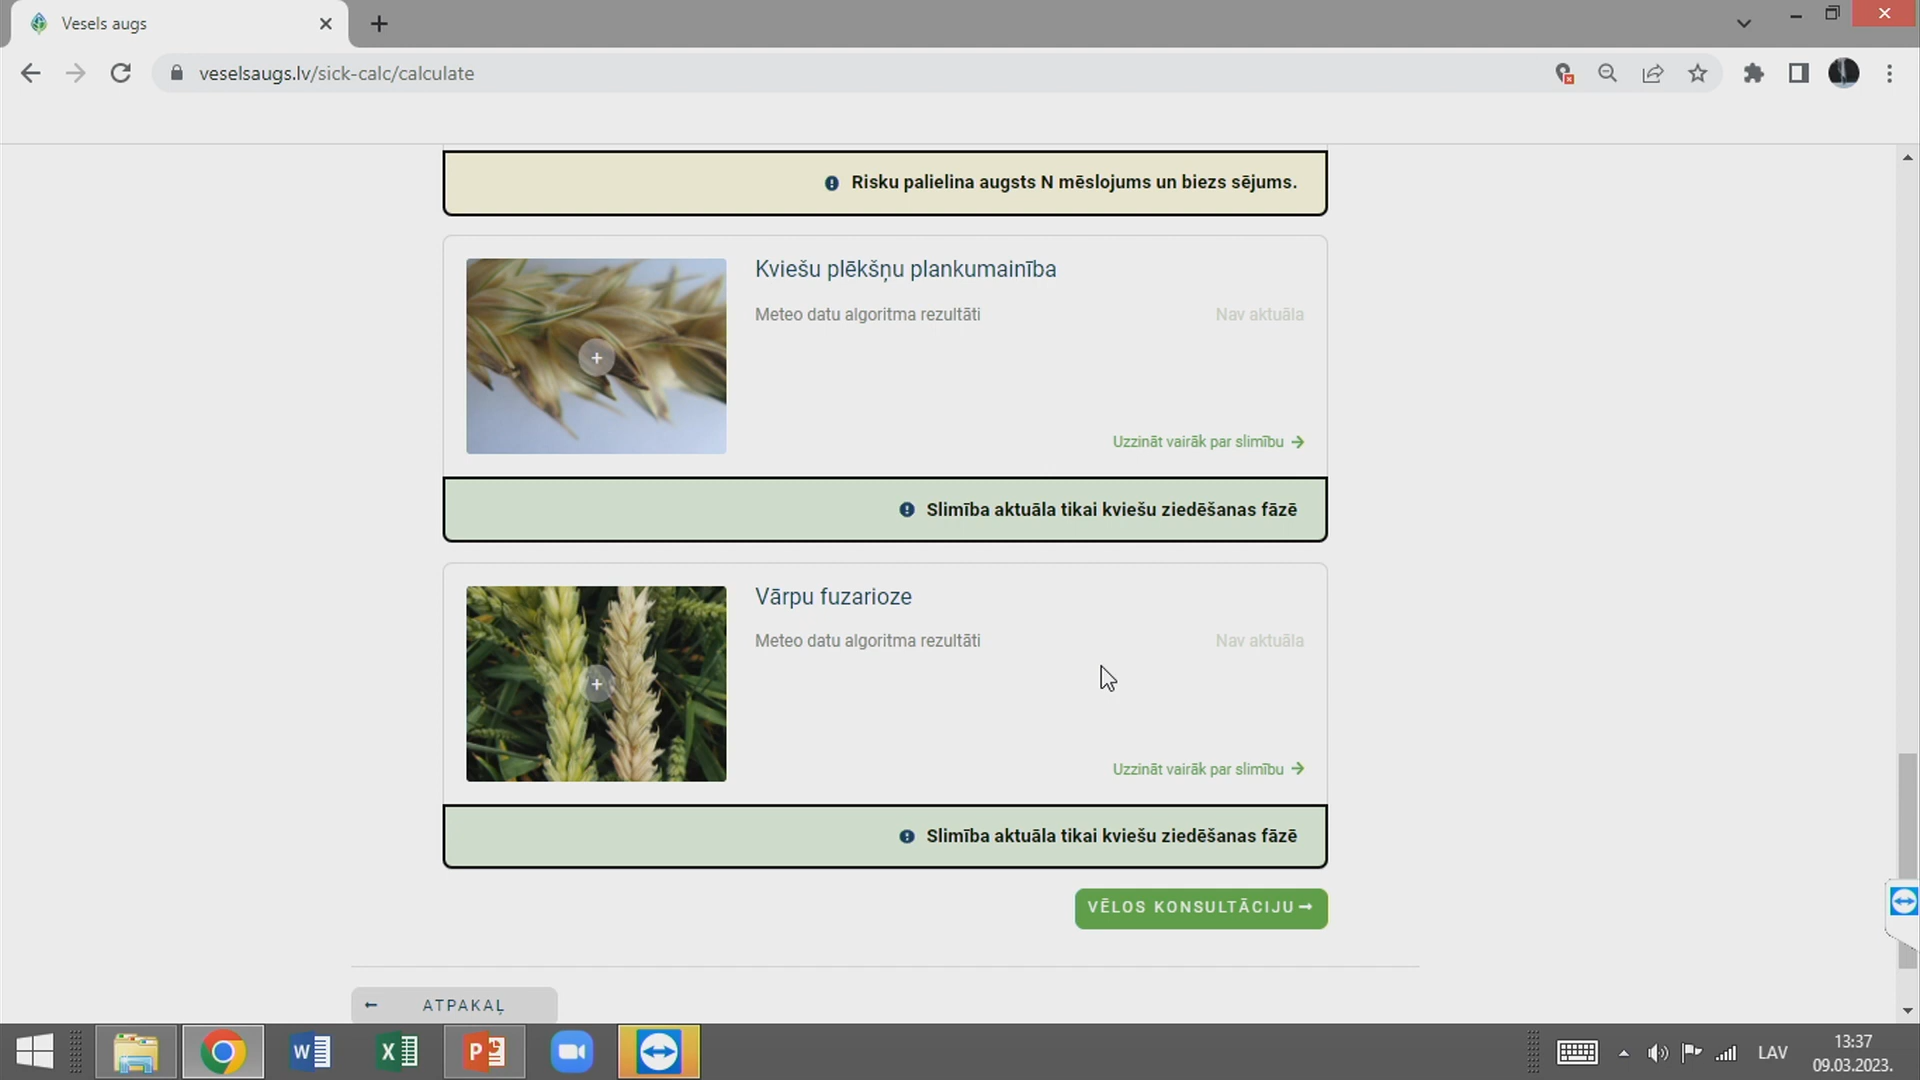 Vesels augs
veselsaugs.lv/sick-calc/calculate
Risku palielina augsts N mēslojums un biezs sējums.
Kviešu plēkšņu plankumainība
Meteo datu algoritma rezultāti
Nav aktuāla
Uzzināt vairāk par slimību →
Slimība aktuāla tikai kviešu ziedēšanas fāzē
Vārpu fuzarioze
Meteo datu algoritma rezultāti
Nav aktuāla
Uzzināt vairāk par slimību →
Slimība aktuāla tikai kviešu ziedēšanas fāzē
VĒLOS KONSULTĀCIJU →
← ATPAKAĻ
LAV
13:37
09.03.2023.